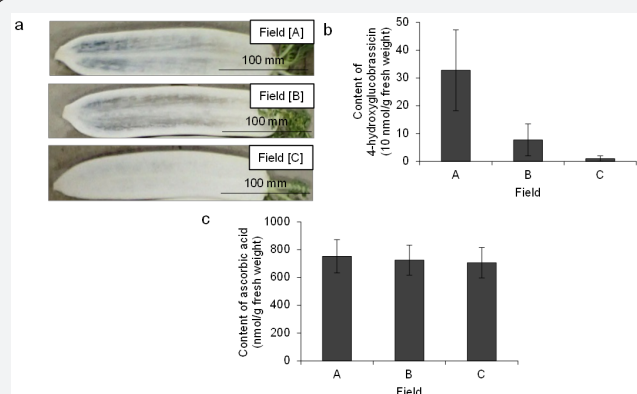 a
Field [A]
100 mm
Field [B]
100 mm
Field [C]
100 mm
b
Content of
4-hydroxyglucobrassicin
(10 nmol/g fresh weight)
50
40
30
20
10
0
A B C
Field
c
Content of ascorbic acid
(nmol/g fresh weight)
1000
800
600
400
200
0
A B C
Field